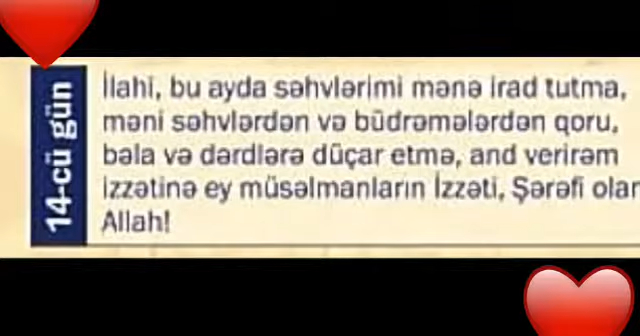 14-cü gün
İlahi, bu ayda səhvlərimi mənə irad tutma,
məni səhvlərdən və büdrəmələrdən qoru,
bəla və dərdlərə düçar etmə, and verirəm
izzətinə ey müsəlmanların İzzəti, Şərəfi olan
Allah!